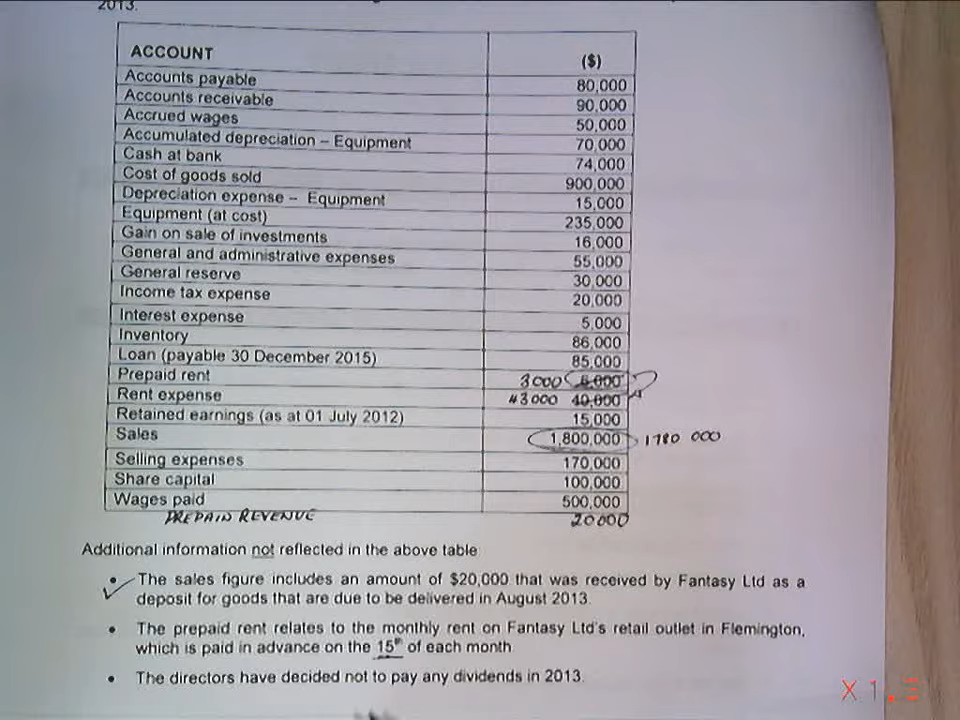 2013.
ACCOUNT ($)
Accounts payable 80,000
Accounts receivable 90,000
Accrued wages 50,000
Accumulated depreciation – Equipment 70,000
Cash at bank 74,000
Cost of goods sold 900,000
Depreciation expense – Equipment 15,000
Equipment (at cost) 235,000
Gain on sale of investments 16,000
General and administrative expenses 55,000
General reserve 30,000
Income tax expense 20,000
Interest expense 5,000
Inventory 86,000
Loan (payable 30 December 2015) 85,000
Prepaid rent 3000
Rent expense 43000 40,000
Retained earnings (as at 01 July 2012) 15,000
Sales 1,800,000 1780 000
Selling expenses 170,000
Share capital 100,000
Wages paid 500,000
PREPAID REVENUE 20000
Additional information not reflected in the above table
• The sales figure includes an amount of $20,000 that was received by Fantasy Ltd as a
deposit for goods that are due to be delivered in August 2013.
• The prepaid rent relates to the monthly rent on Fantasy Ltd's retail outlet in Flemington,
which is paid in advance on the 15th of each month.
• The directors have decided not to pay any dividends in 2013.